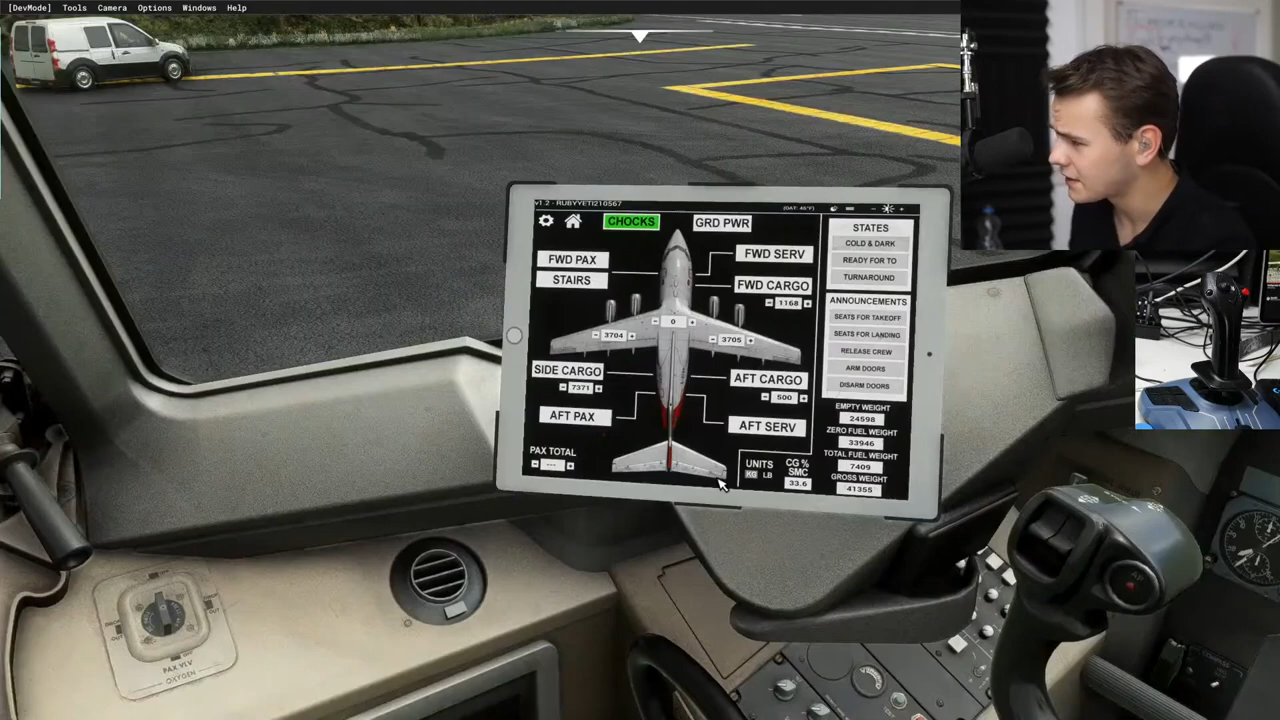 [DevMode] Tools Camera Options Windows Help
v1.2 - RUBYYETI210567
(OAT: 46°F)
CHOCKS
GRD PWR
FWD PAX
STAIRS
FWD SERV
FWD CARGO
- 1168 +
- 0 +
- 3704 +
- 3705 +
SIDE CARGO
- 7371 +
AFT CARGO
- 500 +
AFT PAX
AFT SERV
PAX TOTAL
- --- +
UNITS
KG LB
CG %
SMC
33.6
STATES
COLD & DARK
READY FOR TO
TURNAROUND
ANNOUNCEMENTS
SEATS FOR TAKEOFF
SEATS FOR LANDING
RELEASE CREW
ARM DOORS
DISARM DOORS
EMPTY WEIGHT
24598
ZERO FUEL WEIGHT
33946
TOTAL FUEL WEIGHT
7409
GROSS WEIGHT
41355
PAX VLV
OXYGEN
AP